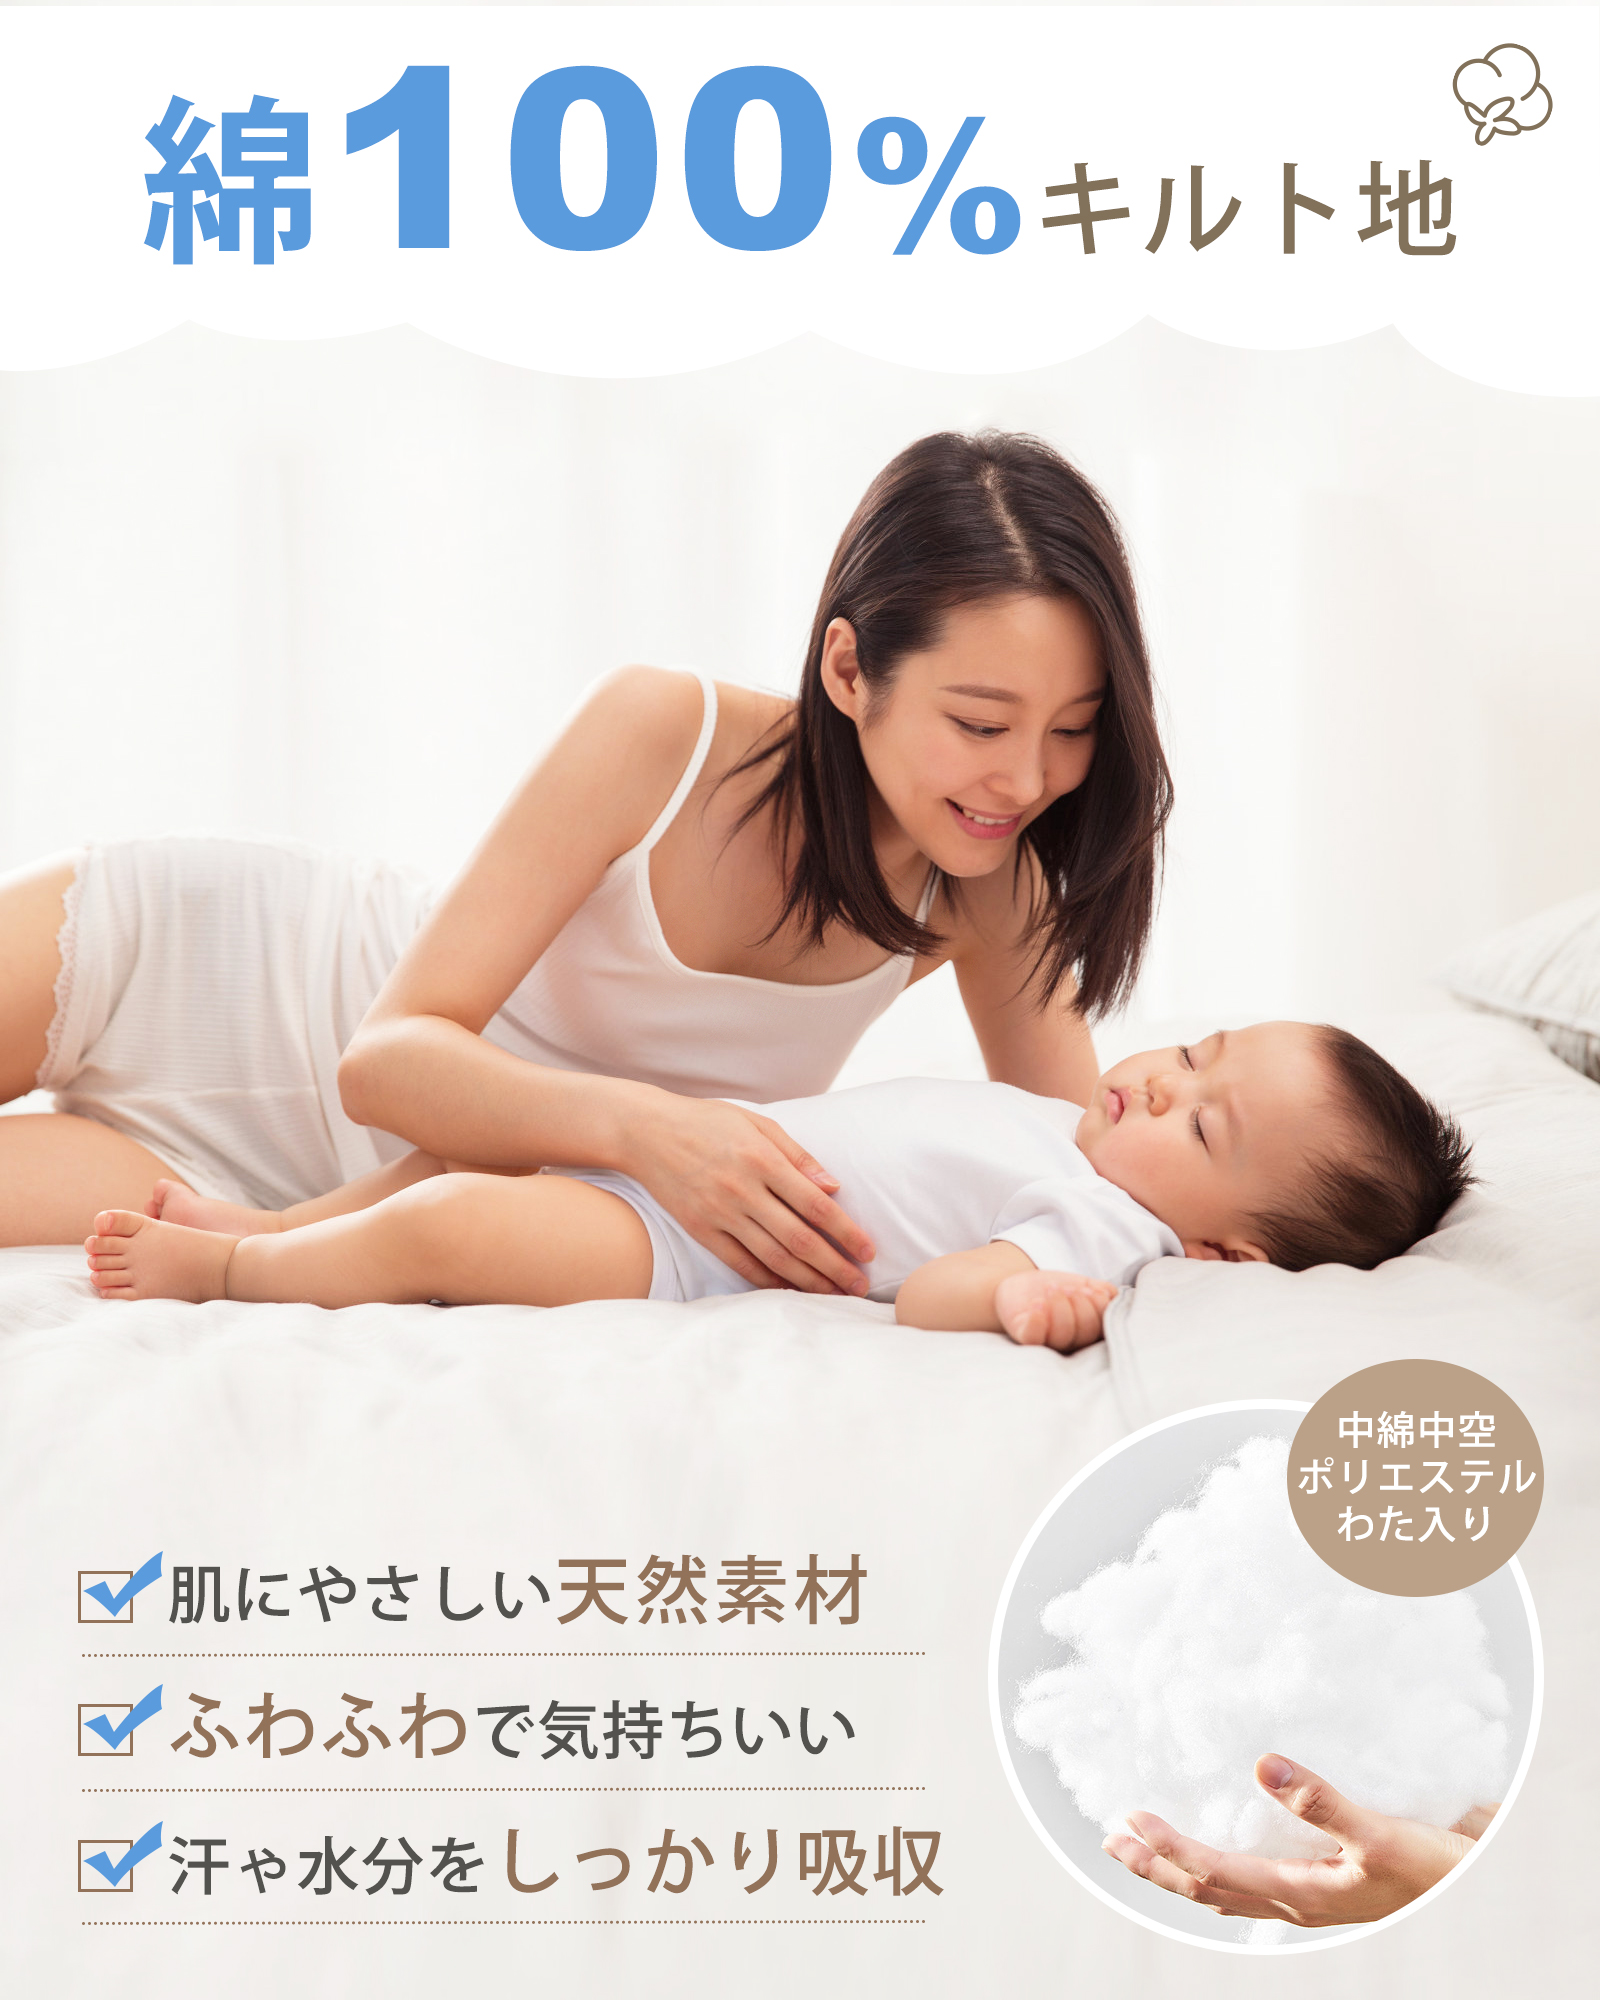 綿100%キルト地
中綿中空
ポリエステル
わた入り
肌にやさしい天然素材
ふわふわで気持ちいい
汗ゃ水分をしっかり吸収